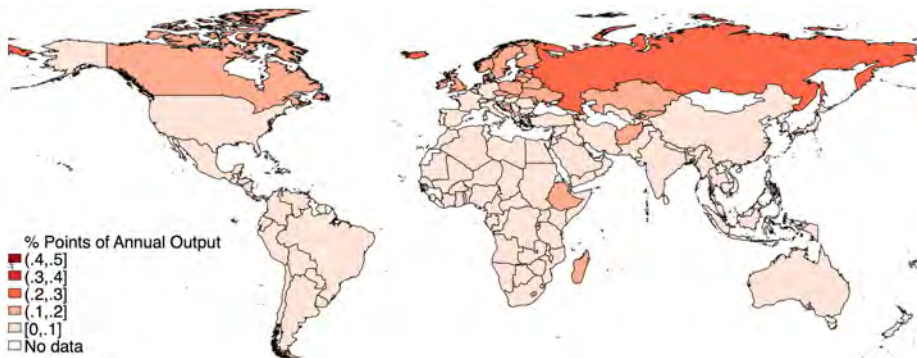 % Points of Annual Output
(.4,.5]
(.3,.4]
(.2,.3]
(.1,.2]
[0,.1]
No data